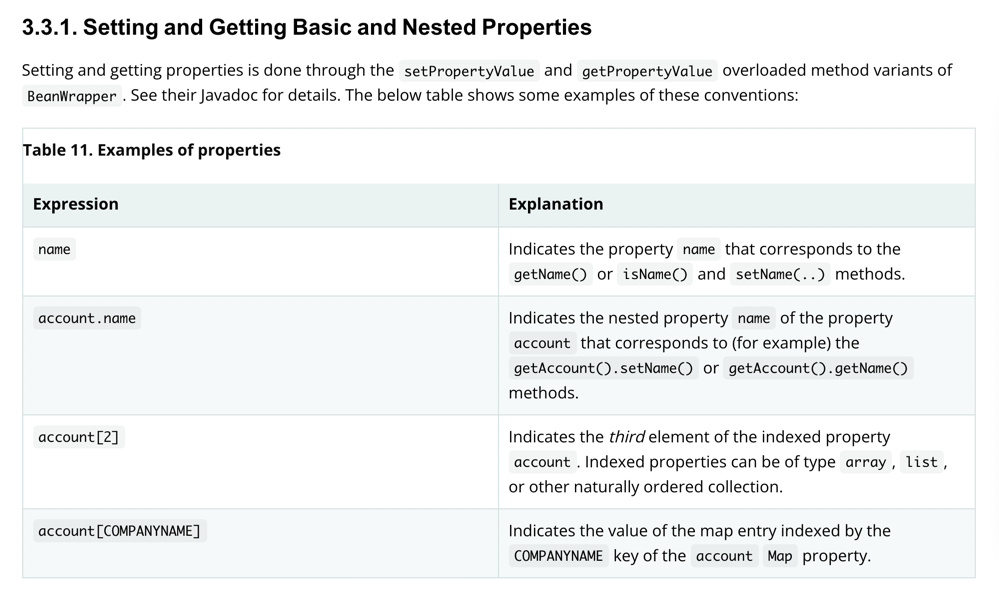 3.3.1. Setting and Getting Basic and Nested Properties
Setting and getting properties is done through the setPropertyValue and getPropertyValue overloaded method variants of
BeanWrapper. See their Javadoc for details. The below table shows some examples of these conventions:
Table 11. Examples of properties
Expression
Explanation
name
Indicates the property name that corresponds to the
getName() or isName() and setName(..) methods.
account.name
Indicates the nested property name of the property
account that corresponds to (for example) the
getAccount().setName() or getAccount().getName()
methods.
account[2]
Indicates the third element of the indexed property
account. Indexed properties can be of type array, list,
or other naturally ordered collection.
account[COMPANYNAME]
Indicates the value of the map entry indexed by the
COMPANYNAME key of the account Map property.